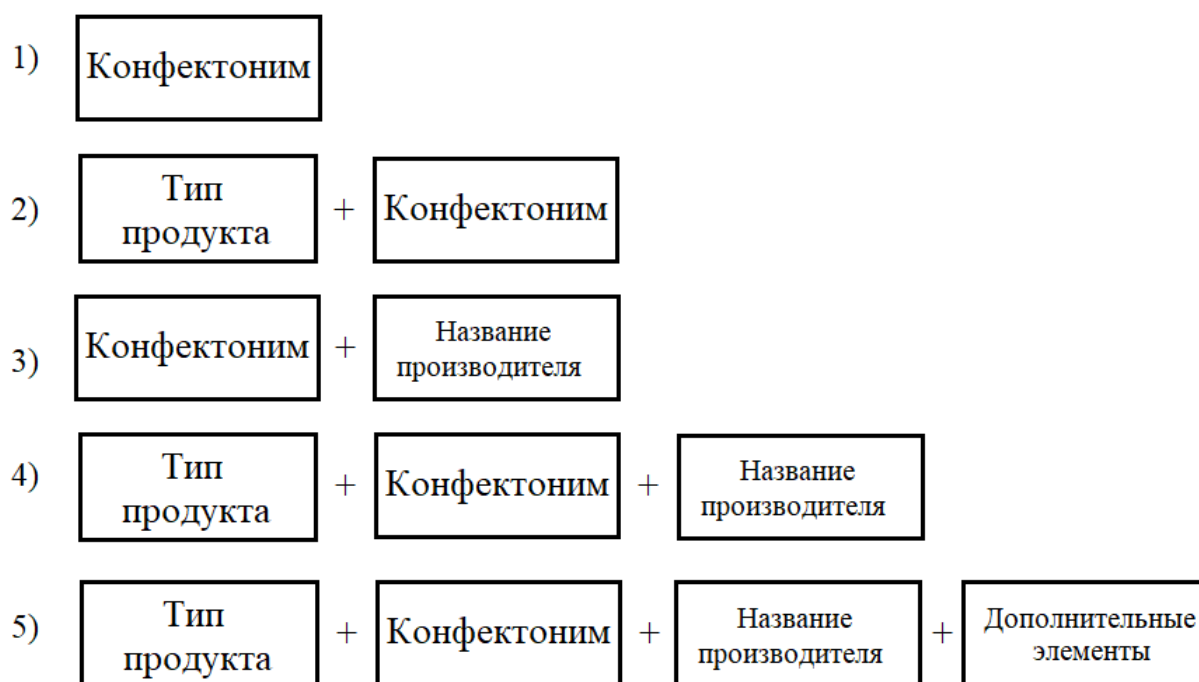 1) Конфектоним
2) Тип продукта + Конфектоним
3) Конфектоним + Название производителя
4) Тип продукта + Конфектоним + Название производителя
5) Тип продукта + Конфектоним + Название производителя + Дополнительные элементы